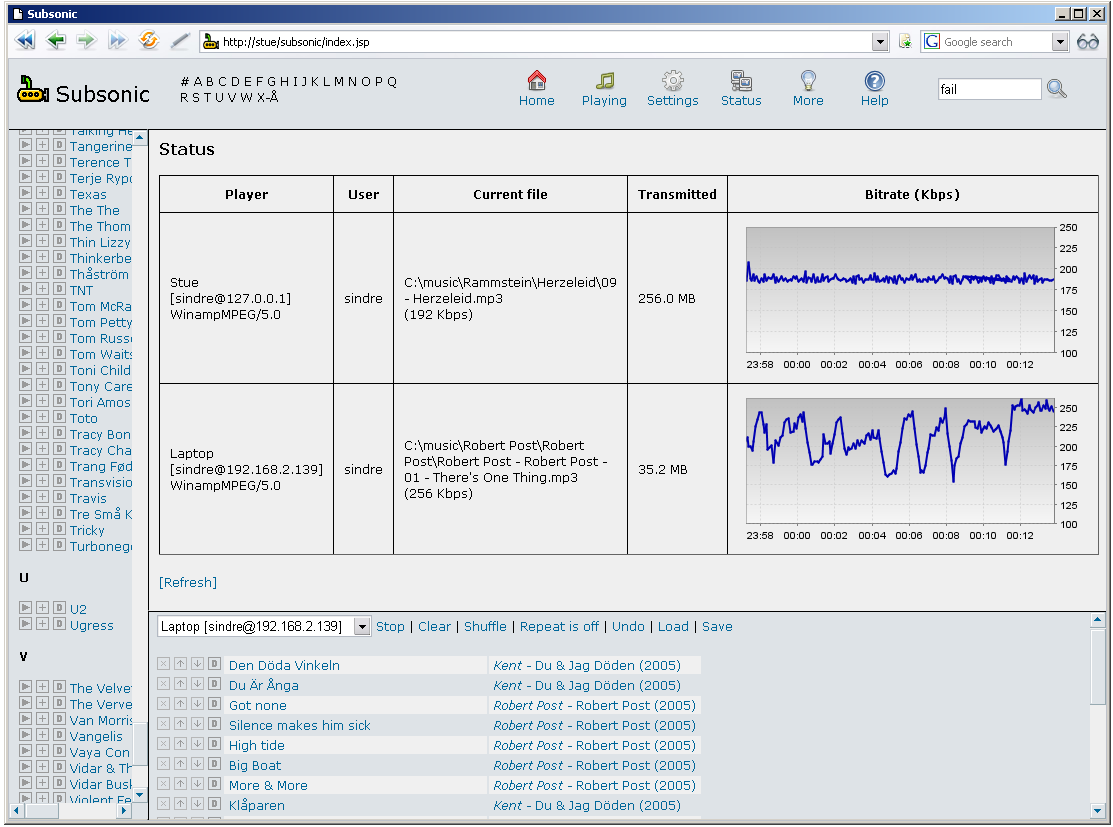 Subsonic
http://stue/subsonic/index.jsp
Google search
Subsonic
# A B C D E F G H I J K L M N O P Q
R S T U V W X-Å
Home
Playing
Settings
Status
More
Help
fail
Talking He
Tangerine
Terence T
Terje Rypd
Texas
The The
The Thom
Thin Lizzy
Thinkerbe
Thåström
TNT
Tom McRa
Tom Petty
Tom Russ
Tom Waits
Toni Child
Tony Care
Tori Amos
Toto
Tracy Bon
Tracy Cha
Trang Fød
Transvisio
Travis
Tre Små K
Tricky
Turboneg
U
U2
Ugress
V
The Velve
The Verve
Van Morris
Vangelis
Vaya Con
Vidar & Th
Vidar Busk
Violent Fe
Status
Player
User
Current file
Transmitted
Bitrate (Kbps)
Stue
[sindre@127.0.0.1]
WinampMPEG/5.0
sindre
C:\music\Rammstein\Herzeleid\09
- Herzeleid.mp3
(192 Kbps)
256.0 MB
250
225
200
175
150
125
100
23:58 00:00 00:02 00:04 00:06 00:08 00:10 00:12
Laptop
[sindre@192.168.2.139]
WinampMPEG/5.0
sindre
C:\music\Robert Post\Robert
Post\Robert Post - Robert Post -
01 - There's One Thing.mp3
(256 Kbps)
35.2 MB
250
225
200
175
150
125
100
23:58 00:00 00:02 00:04 00:06 00:08 00:10 00:12
[Refresh]
Laptop [sindre@192.168.2.139] Stop | Clear | Shuffle | Repeat is off | Undo | Load | Save
Den Döda Vinkeln Kent - Du & Jag Döden (2005)
Du Är Ånga Kent - Du & Jag Döden (2005)
Got none Robert Post - Robert Post (2005)
Silence makes him sick Robert Post - Robert Post (2005)
High tide Robert Post - Robert Post (2005)
Big Boat Robert Post - Robert Post (2005)
More & More Robert Post - Robert Post (2005)
Klåparen Kent - Du & Jag Döden (2005)